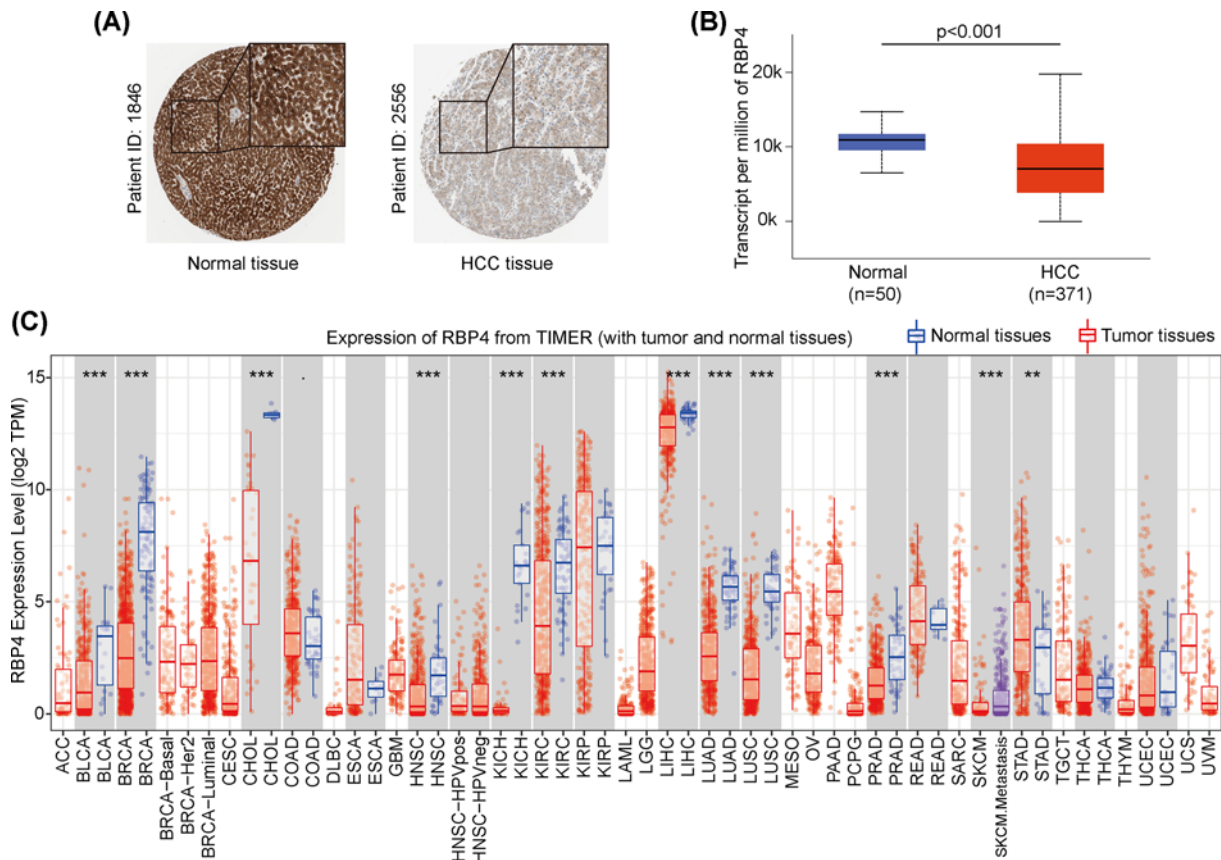 (A)
Patient ID: 1846
Normal tissue
Patient ID: 2556
HCC tissue
(B)
p<0.001
Transcript per million of RBP4
20k
10k
0k
Normal
(n=50)
HCC
(n=371)
(C)
Expression of RBP4 from TIMER (with tumor and normal tissues)
Normal tissues
Tumor tissues
RBP4 Expression Level (log2 TPM)
15
10
5
0
***
***
***
.
***
***
***
***
***
***
***
***
**
ACC
BLCA
BLCA
BRCA
BRCA
BRCA-Basal
BRCA-Her2
BRCA-Luminal
CESC
CHOL
CHOL
COAD
COAD
DLBC
ESCA
ESCA
GBM
HNSC
HNSC
HNSC-HPVpos
HNSC-HPVneg
KICH
KICH
KIRC
KIRC
KIRP
KIRP
LAML
LGG
LIHC
LIHC
LUAD
LUAD
LUSC
LUSC
MESO
OV
PAAD
PCPG
PRAD
PRAD
READ
READ
SARC
SKCM
SKCM.Metastasis
STAD
STAD
TGCT
THCA
THCA
THYM
UCEC
UCEC
UCS
UVM